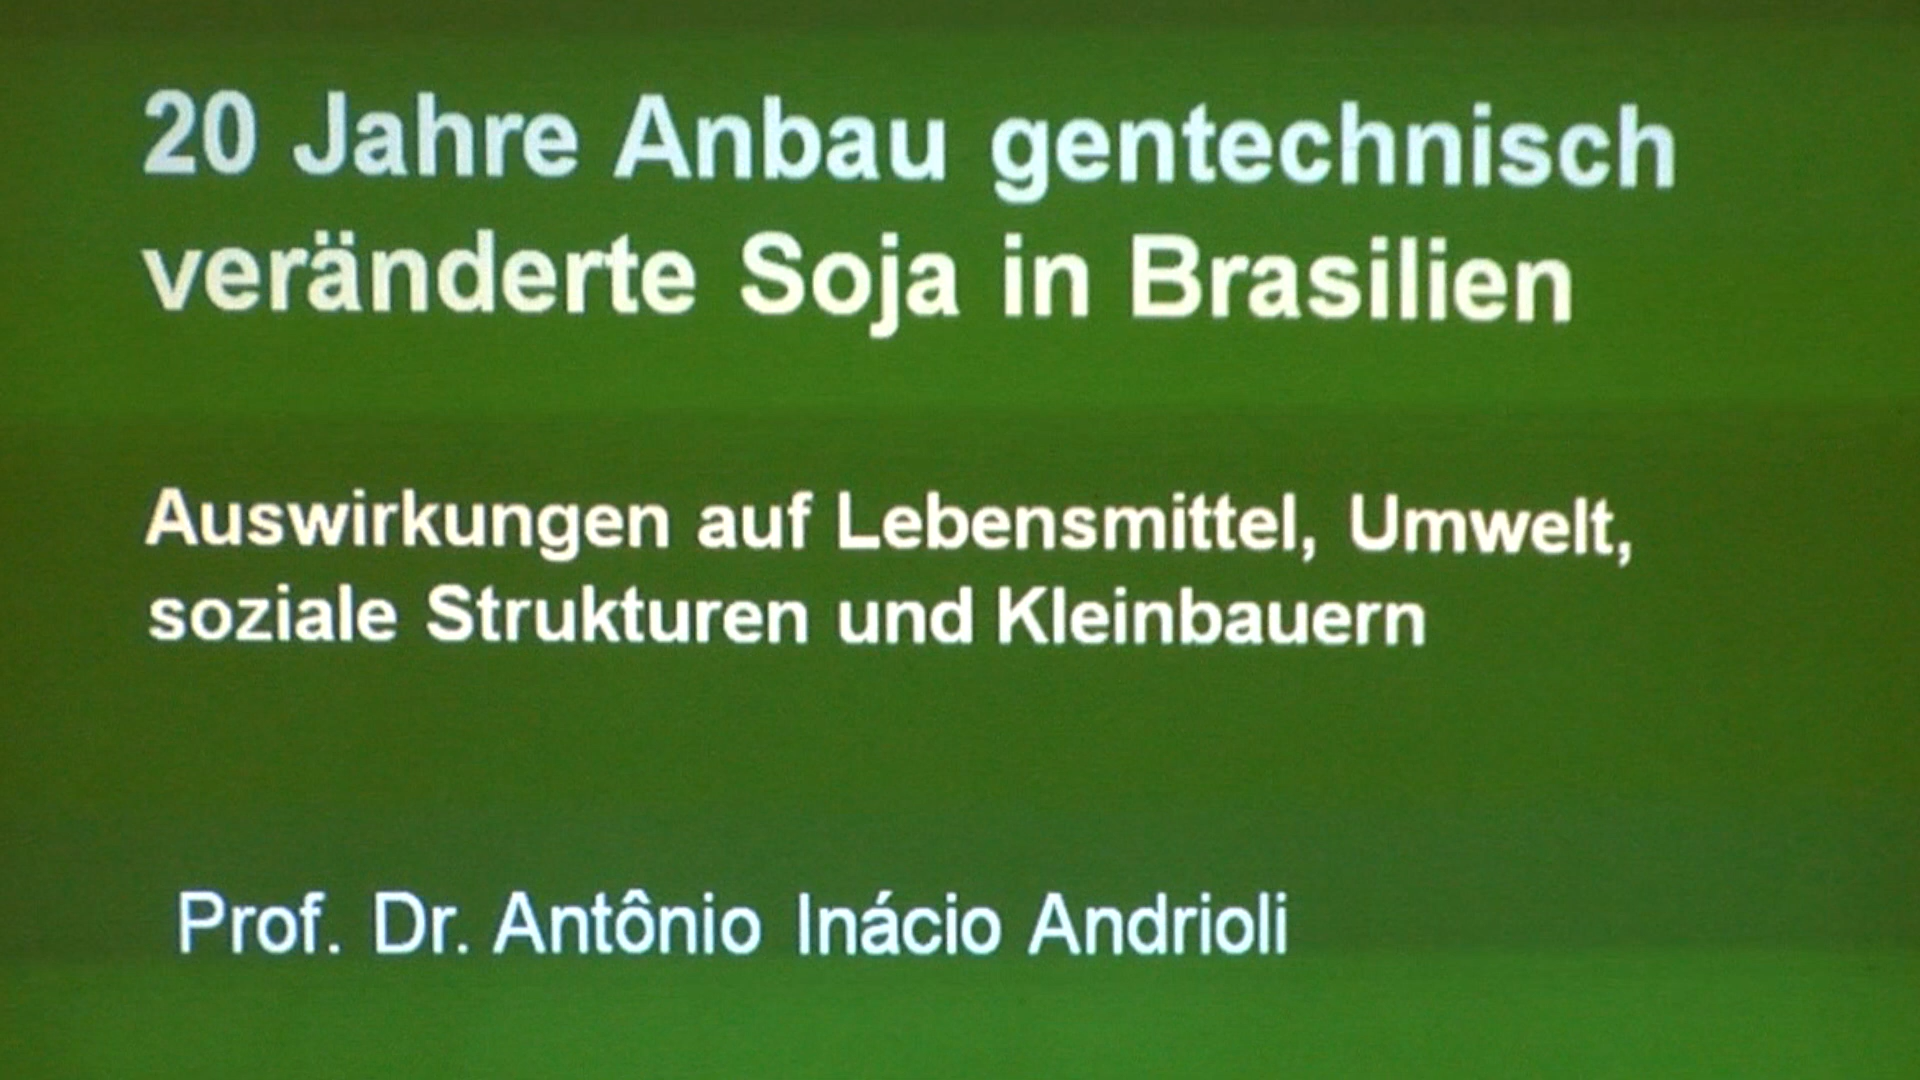 20 Jahre Anbau gentechnisch
veränderte Soja in Brasilien
Auswirkungen auf Lebensmittel, Umwelt,
soziale Strukturen und Kleinbauern
Prof. Dr. Antônio Inácio Andrioli